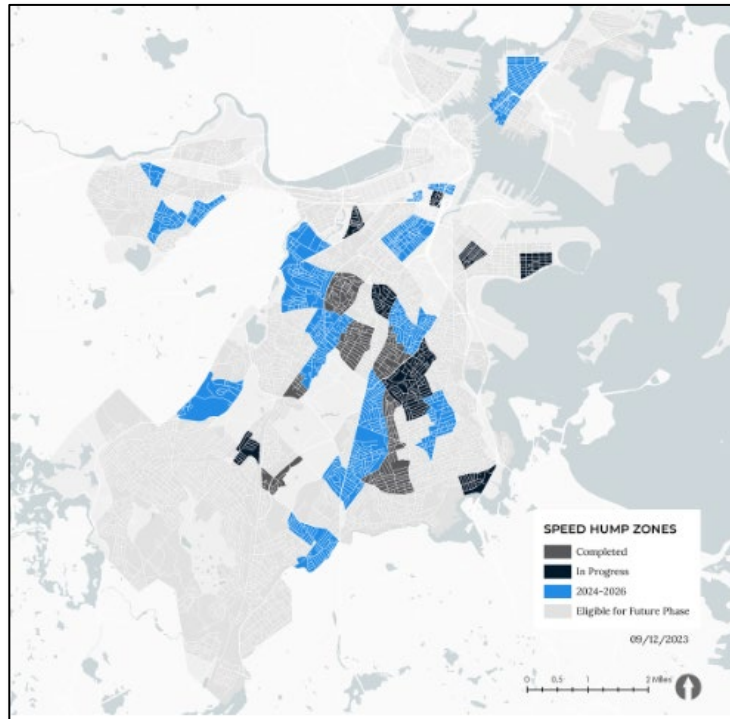 SPEED HUMP ZONES
Completed
In Progress
2024-2026
Eligible for Future Phase
09/12/2023
0 0.5 1 2 Miles